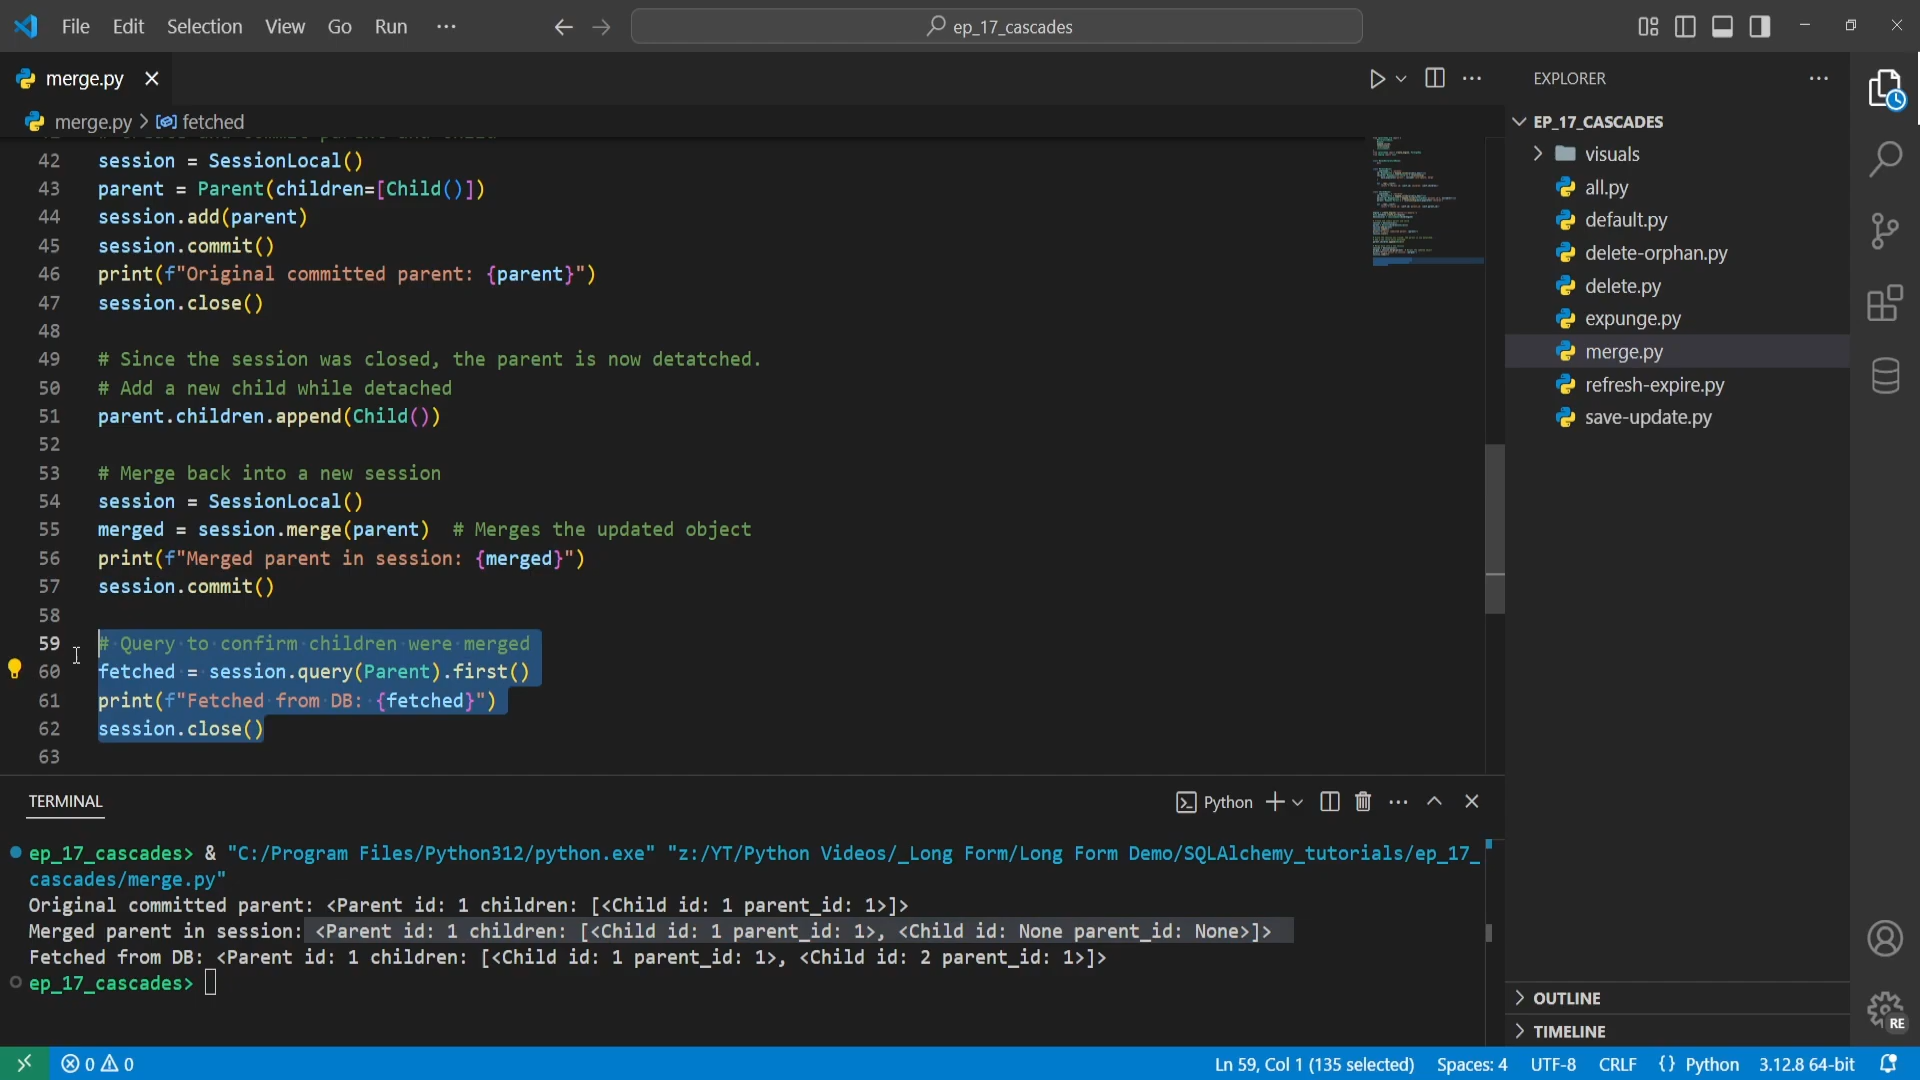 File Edit Selection View Go Run ···
ep_17_cascades
merge.py
merge.py > fetched
42 session = SessionLocal()
43 parent = Parent(children=[Child()])
44 session.add(parent)
45 session.commit()
46 print(f"Original committed parent: {parent}")
47 session.close()
48
49 # Since the session was closed, the parent is now detatched.
50 # Add a new child while detached
51 parent.children.append(Child())
52
53 # Merge back into a new session
54 session = SessionLocal()
55 merged = session.merge(parent)  # Merges the updated object
56 print(f"Merged parent in session: {merged}")
57 session.commit()
58
59 # Query to confirm children were merged
60 fetched = session.query(Parent).first()
61 print(f"Fetched from DB: {fetched}")
62 session.close()
63
EXPLORER
EP_17_CASCADES
visuals
all.py
default.py
delete-orphan.py
delete.py
expunge.py
merge.py
refresh-expire.py
save-update.py
OUTLINE
TIMELINE
TERMINAL
Python
ep_17_cascades> & "C:/Program Files/Python312/python.exe" "z:/YT/Python Videos/_Long Form/Long Form Demo/SQLAlchemy_tutorials/ep_17_
cascades/merge.py"
Original committed parent: <Parent id: 1 children: [<Child id: 1 parent_id: 1>]>
Merged parent in session: <Parent id: 1 children: [<Child id: 1 parent_id: 1>, <Child id: None parent_id: None>]>
Fetched from DB: <Parent id: 1 children: [<Child id: 1 parent_id: 1>, <Child id: 2 parent_id: 1>]>
ep_17_cascades>
RE
0 0
Ln 59, Col 1 (135 selected) Spaces: 4 UTF-8 CRLF {} Python 3.12.8 64-bit